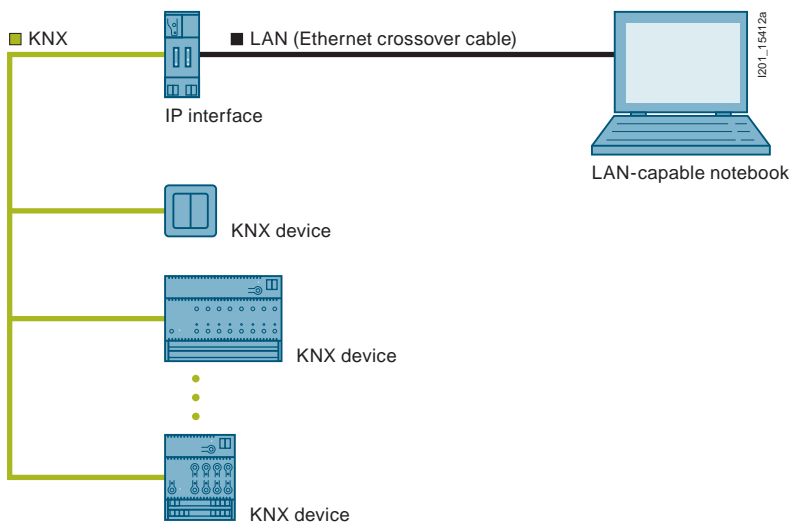 KNX
LAN (Ethernet crossover cable)
I201_15412a
IP interface
LAN-capable notebook
KNX device
KNX device
KNX device